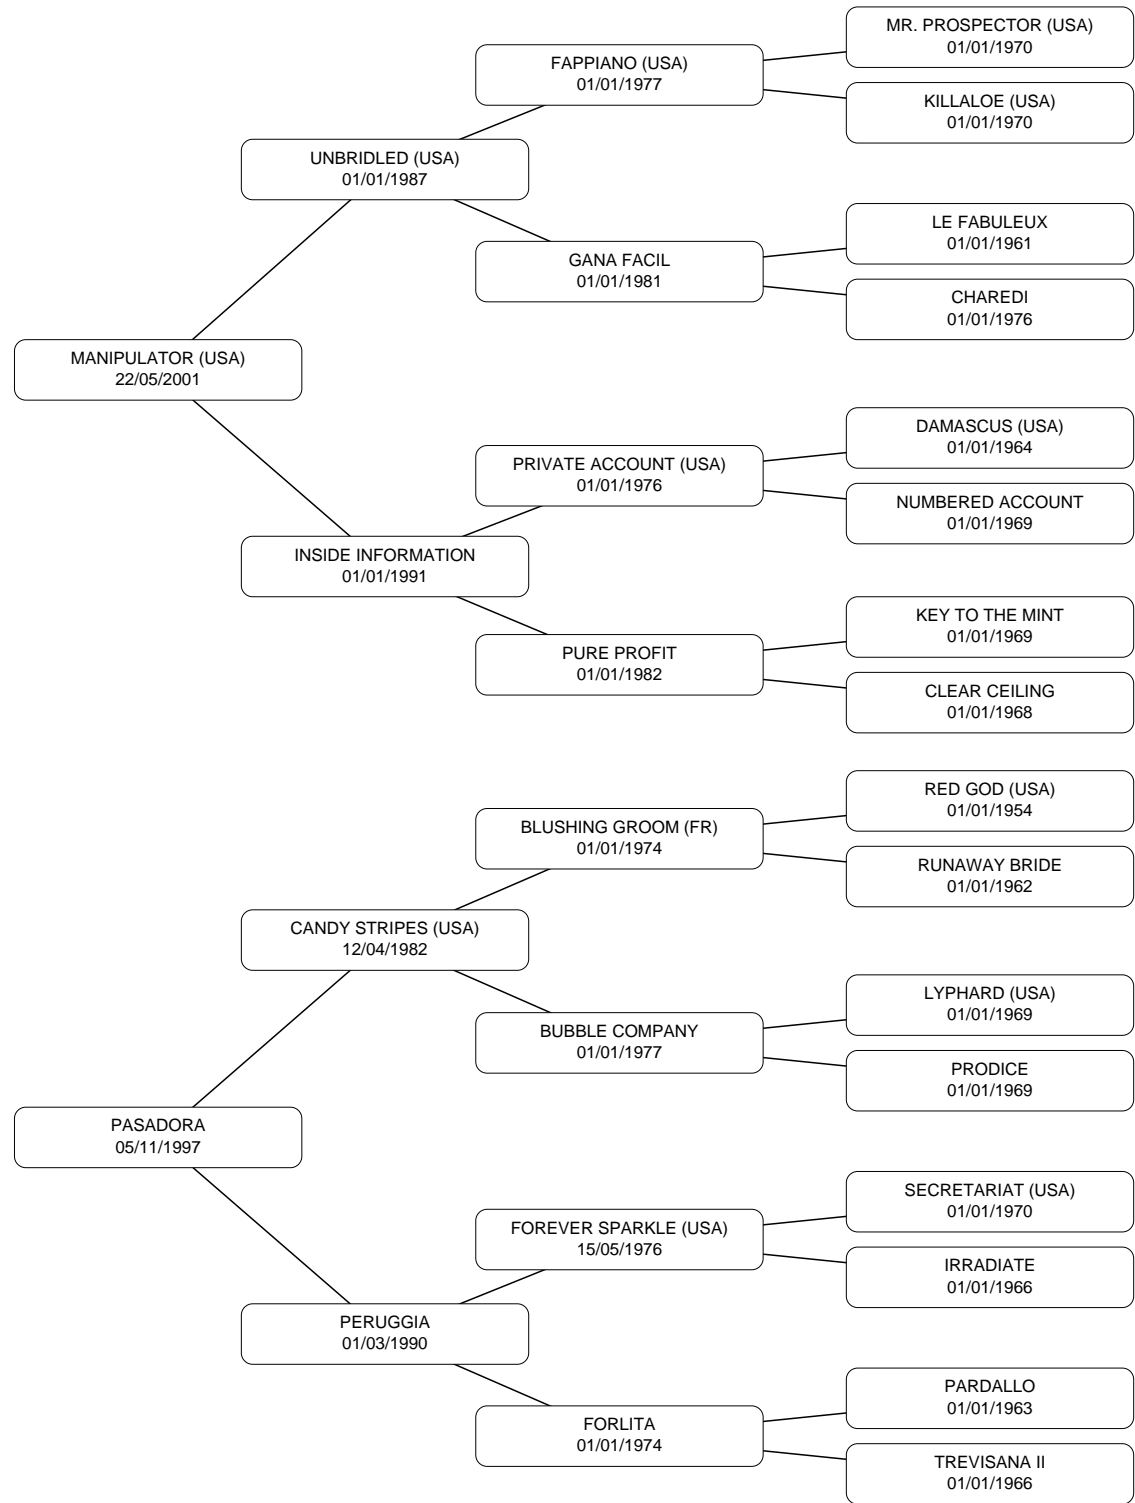 MR. PROSPECTOR (USA)
01/01/1970
FAPPIANO (USA)
01/01/1977
KILLALOE (USA)
01/01/1970
UNBRIDLED (USA)
01/01/1987
LE FABULEUX
01/01/1961
GANA FACIL
01/01/1981
CHAREDI
01/01/1976
MANIPULATOR (USA)
22/05/2001
DAMASCUS (USA)
01/01/1964
PRIVATE ACCOUNT (USA)
01/01/1976
NUMBERED ACCOUNT
01/01/1969
INSIDE INFORMATION
01/01/1991
KEY TO THE MINT
01/01/1969
PURE PROFIT
01/01/1982
CLEAR CEILING
01/01/1968
RED GOD (USA)
01/01/1954
BLUSHING GROOM (FR)
01/01/1974
RUNAWAY BRIDE
01/01/1962
CANDY STRIPES (USA)
12/04/1982
LYPHARD (USA)
01/01/1969
BUBBLE COMPANY
01/01/1977
PRODICE
01/01/1969
PASADORA
05/11/1997
SECRETARIAT (USA)
01/01/1970
FOREVER SPARKLE (USA)
15/05/1976
IRRADIATE
01/01/1966
PERUGGIA
01/03/1990
PARDALLO
01/01/1963
FORLITA
01/01/1974
TREVISANA II
01/01/1966